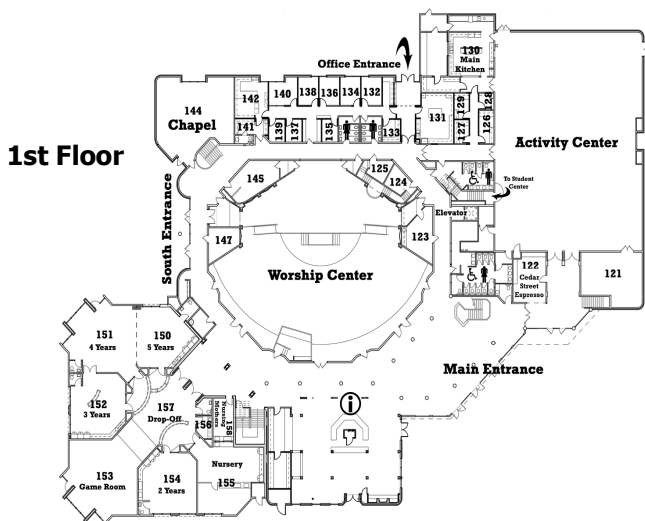 130
Main
Kitchen
Office Entrance
138
136
134
132
140
142
129
128
144
Chapel
131
141
139
137
135
133
127
126
Activity Center
1st Floor
125
124
145
To Student
Center
South Entrance
Elevator
147
123
122
Cedar
Street
Espresso
121
Worship Center
151
4 Years
150
5 Years
Main Entrance
152
3 Years
157
Drop-Off
156
Nursing
Mothers
158
i
Nursery
155
153
Game Room
154
2 Years